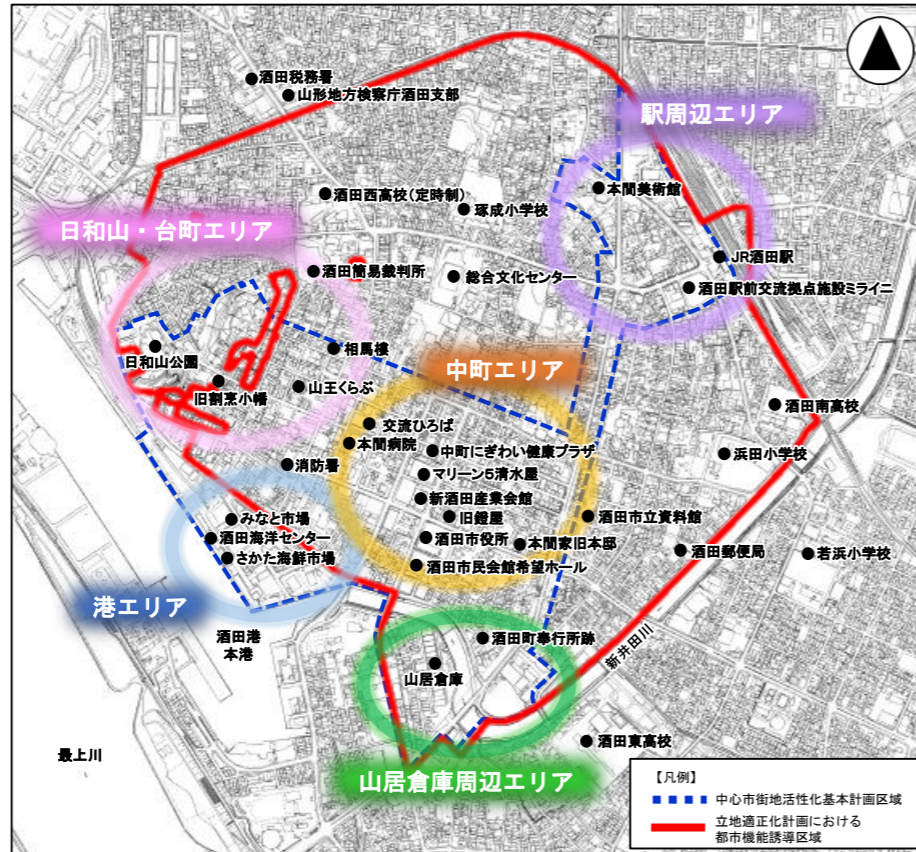 酒田税務署
山形地方検察庁酒田支部
駅周辺エリア
本間美術館
酒田西高校(定時制)
琢成小学校
日和山・台町エリア
JR酒田駅
酒田簡易裁判所
総合文化センター
酒田駅前交流拠点施設ミライニ
日和山公園
相馬樓
中町エリア
旧割烹小幡
山王くらぶ
酒田南高校
交流ひろば
本間病院
中町にぎわい健康プラザ
浜田小学校
消防署
マリーン5清水屋
新酒田産業会館
みなと市場
旧鐙屋
酒田市立資料館
酒田海洋センター
酒田市役所
本間家旧本邸
酒田郵便局
若浜小学校
さかた海鮮市場
酒田市民会館希望ホール
港エリア
酒田港
本港
酒田町奉行所跡
新井田川
山居倉庫
酒田東高校
最上川
山居倉庫周辺エリア
【凡例】
中心市街地活性化基本計画区域
立地適正化計画における
都市機能誘導区域